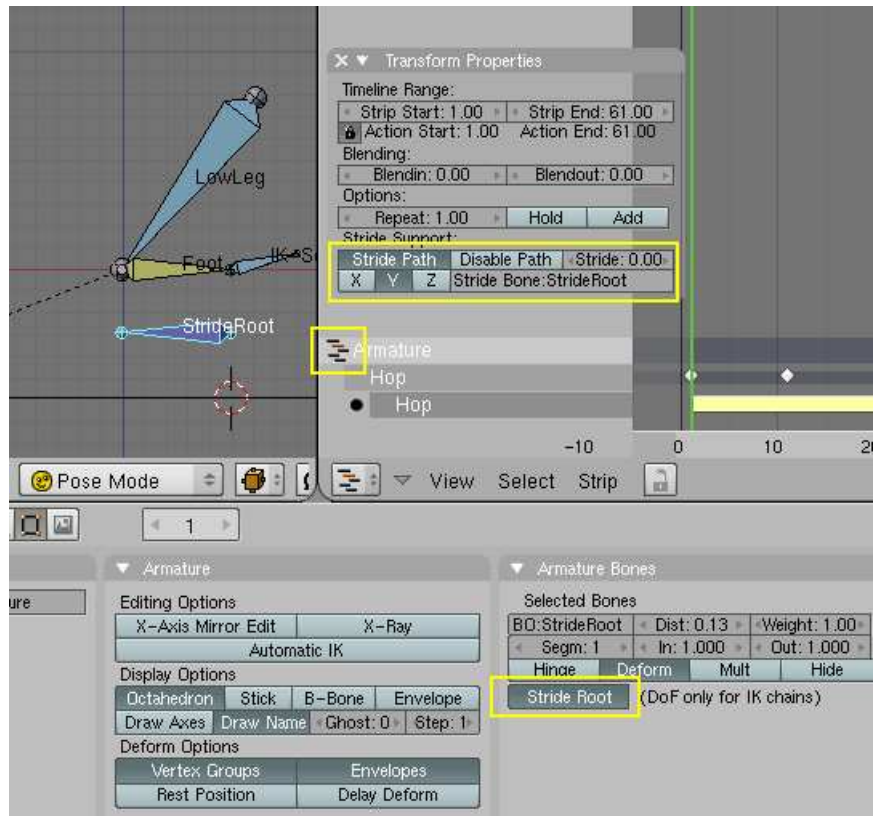 Transform Properties
Timeline Range:
Strip Start: 1.00 Strip End: 61.00
Action Start: 1.00 Action End: 61.00
Blending:
Blendin: 0.00 Blendout: 0.00
Options:
Repeat: 1.00 Hold Add
Stride Support:
Stride Path Disable Path Stride: 0.00
X Y Z Stride Bone:StrideRoot
LowLeg
Foot
StrideRoot
Armature
Hop
Hop
-10 0 10
Pose Mode
View Select Strip
1
Armature
Armature Bones
ure
Editing Options
X-Axis Mirror Edit X-Ray
Automatic IK
Display Options
Octahedron Stick B-Bone Envelope
Draw Axes Draw Name Ghost: 0 Step: 1
Deform Options
Vertex Groups Envelopes
Rest Position Delay Deform
Selected Bones
BO:StrideRoot Dist: 0.13 Weight: 1.00
Segm: 1 In: 1.000 Out: 1.000
Hinge Deform Mult Hide
Stride Root (DoF only for IK chains)